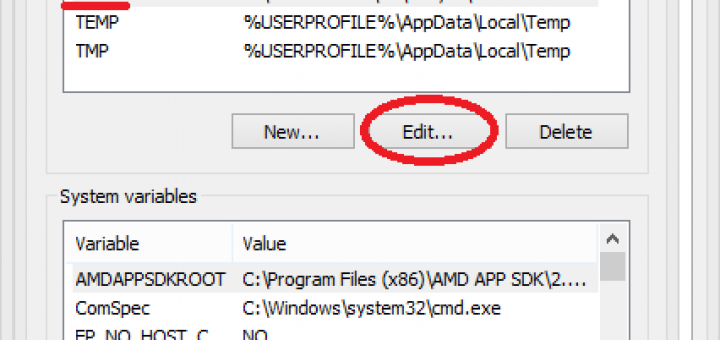 TEMP %USERPROFILE%\AppData\Local\Temp
TMP %USERPROFILE%\AppData\Local\Temp
New... Edit... Delete
System variables
Variable Value
AMDAPPSDKROOT C:\Program Files (x86)\AMD APP SDK\2....
ComSpec C:\Windows\system32\cmd.exe
FP_NO_HOST_C... NO